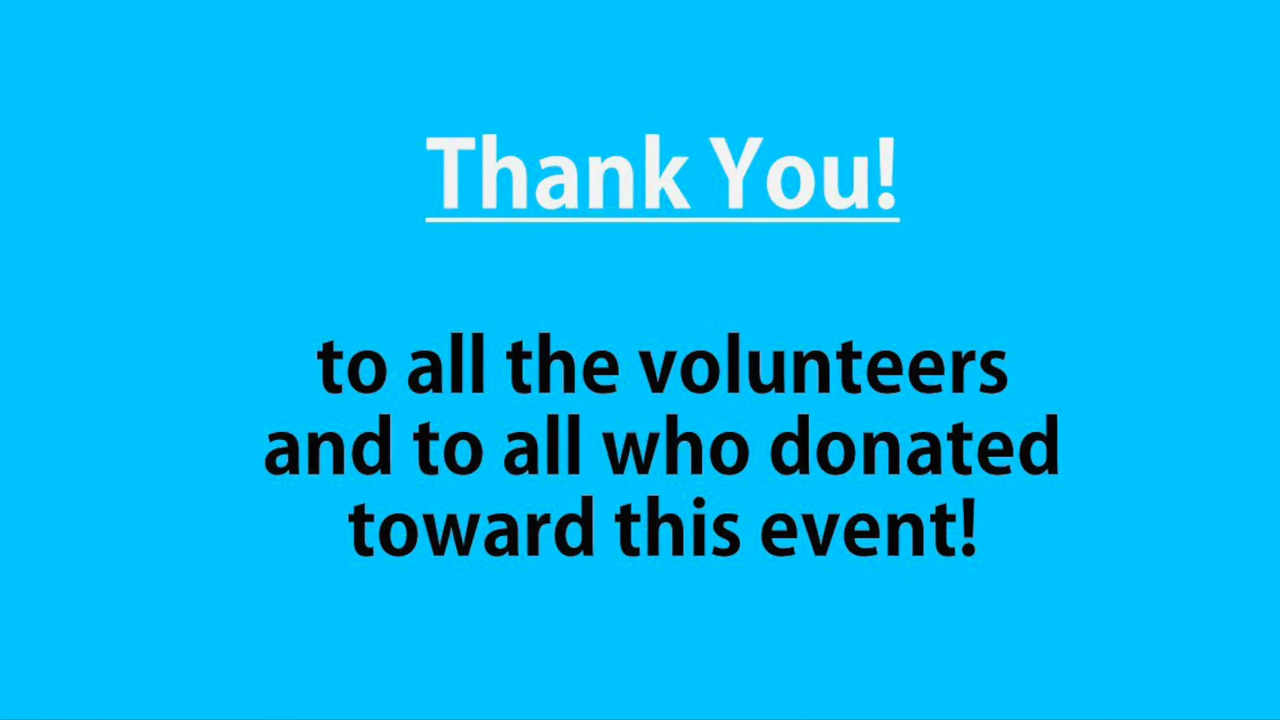 Thank You!
to all the volunteers
and to all who donated
toward this event!